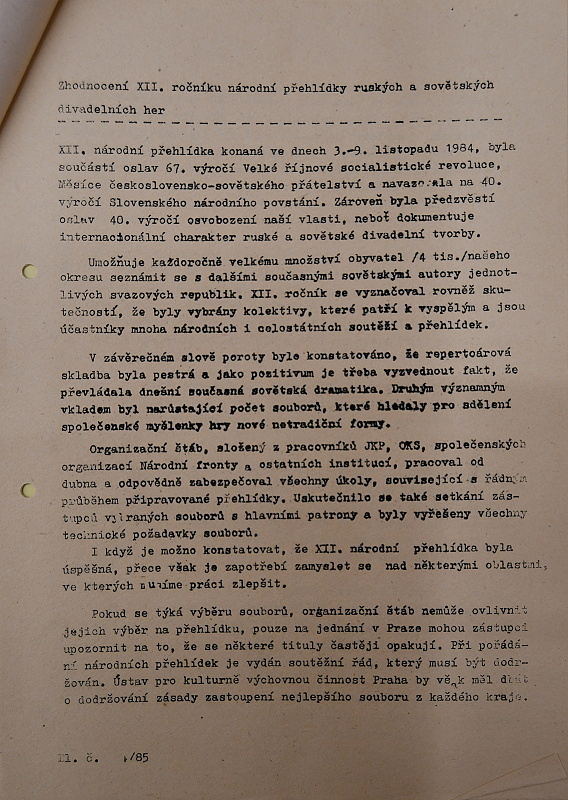 Zhodnocení XII. ročníku národní přehlídky ruských a sovětských
divadelních her
XII. národní přehlídka konaná ve dnech 3.-9. listopadu 1984, byla
součástí oslav 67. výročí Velké říjnové socialistické revoluce,
Měsíce československo-sovětského přátelství a navazovala na 40.
výročí Slovenského národního povstání. Zároveň byla předzvěstí
oslav 40. výročí osvobození naší vlasti, neboť dokumentuje
internacionální charakter ruské a sovětské divadelní tvorby.
Umožňuje každoročně velkému množství obyvatel /4 tis./našeho
okresu seznámit se s dalšími současnými sovětskými autory jednot-
livých svazových republik. XII. ročník se vyznačoval rovněž sku-
tečností, že byly vybrány kolektivy, které patří k vyspělým a jsou
účastníky mnoha národních i celostátních soutěží a přehlídek.
V závěrečném slově poroty bylo konstatováno, že repertoárová
skladba byla pestrá a jako pozitivum je třeba vyzvednout fakt, že
převládala dnešní současná sovětská dramatika. Druhým významným
vkladem byl narůstající počet souborů, které hledaly pro sdělení
společenské myšlenky hry nové netradiční formy.
Organizační štáb, složený z pracovníků JKP, OKS, společenských
organizací Národní fronty a ostatních institucí, pracoval od
dubna a odpovědně zabezpečoval všechny úkoly, související s řádným
průběhem připravované přehlídky. Uskutečnilo se také setkání zás-
tupců vybraných souborů s hlavními patrony a byly vyřešeny všechny
technické požadavky souborů.
I když je možno konstatovat, že XII. národní přehlídka byla
úspěšná, přece však je zapotřebí zamyslet se nad některými oblastmi,
ve kterých musíme práci zlepšit.
Pokud se týká výběru souborů, organizační štáb nemůže ovlivnit
jejich výběr na přehlídku, pouze na jednání v Praze mohou zástupci
upozornit na to, že se některé tituly častěji opakují. Při pořádá-
ní národních přehlídek je vydán soutěžní řád, který musí být dodr-
žován. Ústav pro kulturně výchovnou činnost Praha by však měl dbát
o dodržování zásady zastoupení nejlepšího souboru z každého kraje.
č. /85